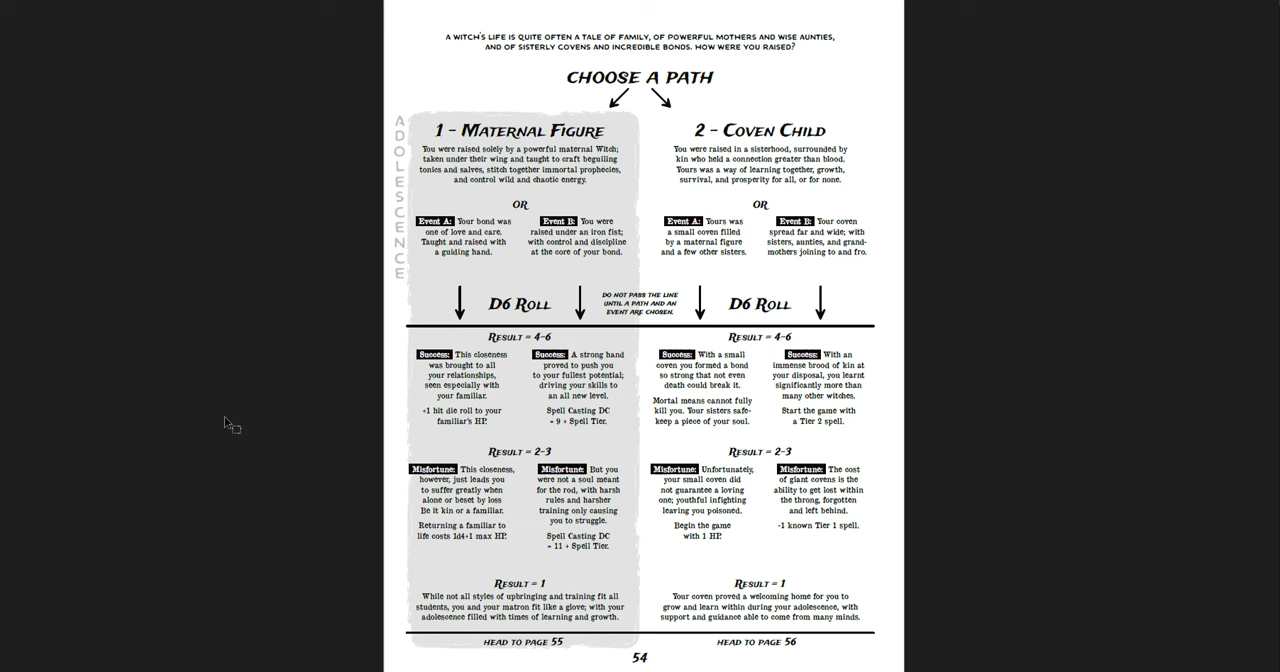 A WITCH'S LIFE IS QUITE OFTEN A TALE OF FAMILY, OF POWERFUL MOTHERS AND WISE AUNTIES,
AND OF SISTERLY COVENS AND INCREDIBLE BONDS. HOW WERE YOU RAISED?
CHOOSE A PATH
ADOLESCENCE
1 - MATERNAL FIGURE
You were raised solely by a powerful maternal Witch;
taken under their wing and taught to craft beguiling
tonics and salves, stitch together immortal prophecies,
and control wild and chaotic energy.
OR
Event A: Your bond was
one of love and care.
Taught and raised with
a guiding hand.
Event B: You were
raised under an iron fist;
with control and discipline
at the core of your bond.
2 - COVEN CHILD
You were raised in a sisterhood, surrounded by
kin who held a connection greater than blood.
Yours was a way of learning together, growth,
survival, and prosperity for all, or for none.
OR
Event A: Yours was
a small coven filled
by a maternal figure
and a few other sisters.
Event B: Your coven
spread far and wide; with
sisters, aunties, and grand-
mothers joining to and fro.
D6 ROLL
DO NOT PASS THE LINE
UNTIL A PATH AND AN
EVENT ARE CHOSEN.
D6 ROLL
RESULT = 4-6
Success: This closeness
was brought to all
your relationships,
seen especially with
your familiar.
+1 hit die roll to your
familiar's HP.
Success: A strong hand
proved to push you
to your fullest potential;
driving your skills to
an all new level.
Spell Casting DC
= 9 + Spell Tier.
RESULT = 2-3
Misfortune: This closeness,
however, just leads you
to suffer greatly when
alone or beset by loss
Be it kin or a familiar.
Returning a familiar to
life costs 1d4+1 max HP.
Misfortune: But you
were not a soul meant
for the rod, with harsh
rules and harsher
training only causing
you to struggle.
Spell Casting DC
= 11 + Spell Tier.
RESULT = 1
While not all styles of upbringing and training fit all
students, you and your matron fit like a glove; with your
adolescence filled with times of learning and growth.
HEAD TO PAGE 55
RESULT = 4-6
Success: With a small
coven you formed a bond
so strong that not even
death could break it.
Mortal means cannot fully
kill you. Your sisters safe-
keep a piece of your soul.
Success: With an
immense brood of kin at
your disposal, you learnt
significantly more than
many other witches.
Start the game with
a Tier 2 spell.
RESULT = 2-3
Misfortune: Unfortunately,
your small coven did
not guarantee a loving
one; youthful infighting
leaving you poisoned.
Begin the game
with 1 HP.
Misfortune: The cost
of giant covens is the
ability to get lost within
the throng, forgotten
and left behind.
-1 known Tier 1 spell.
RESULT = 1
Your coven proved a welcoming home for you to
grow and learn within during your adolescence, with
support and guidance able to come from many minds.
HEAD TO PAGE 56
54